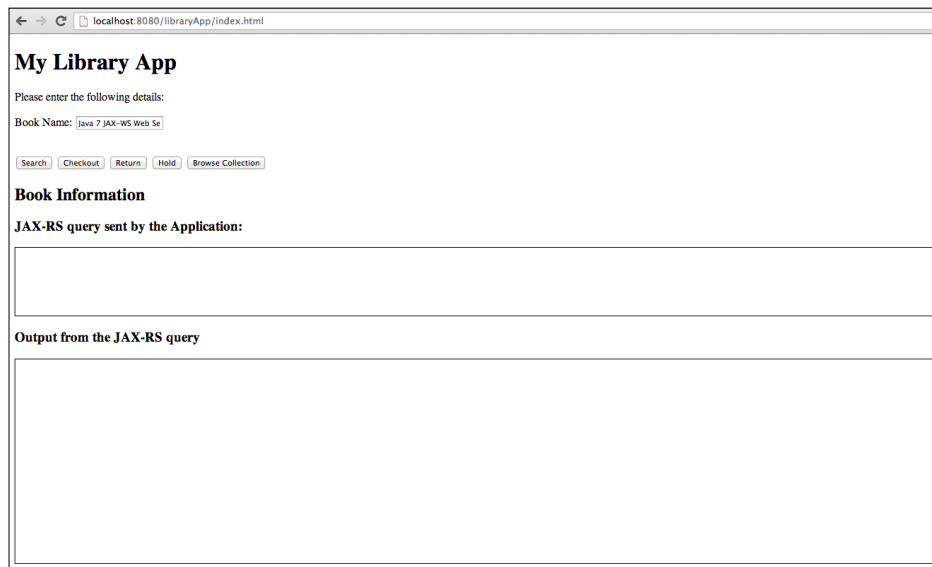 localhost:8080/libraryApp/index.html
My Library App
Please enter the following details:
Book Name: Java 7 JAX-WS Web Se
Search Checkout Return Hold Browse Collection
Book Information
JAX-RS query sent by the Application:
Output from the JAX-RS query